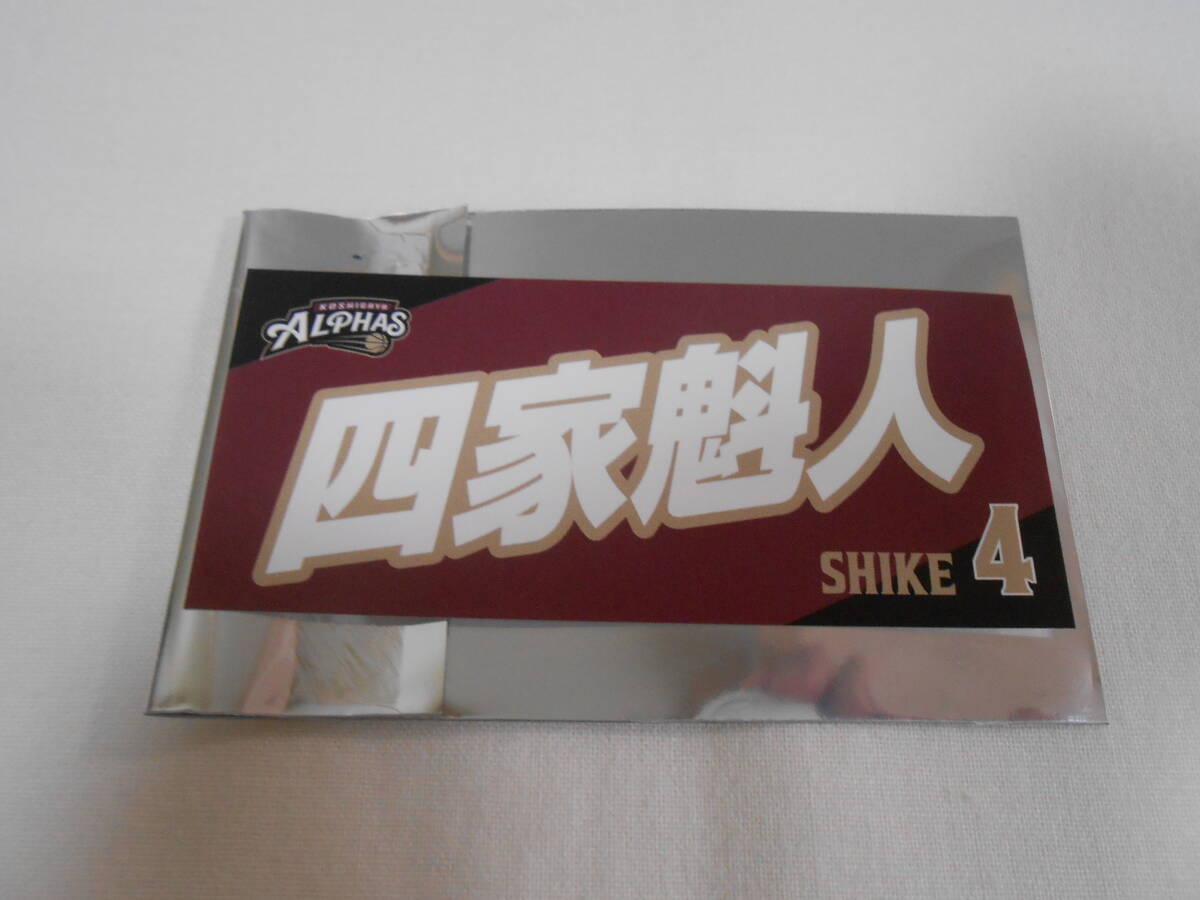 KOSHIGAYA
ALPHAS
四家魁人
SHIKE 4